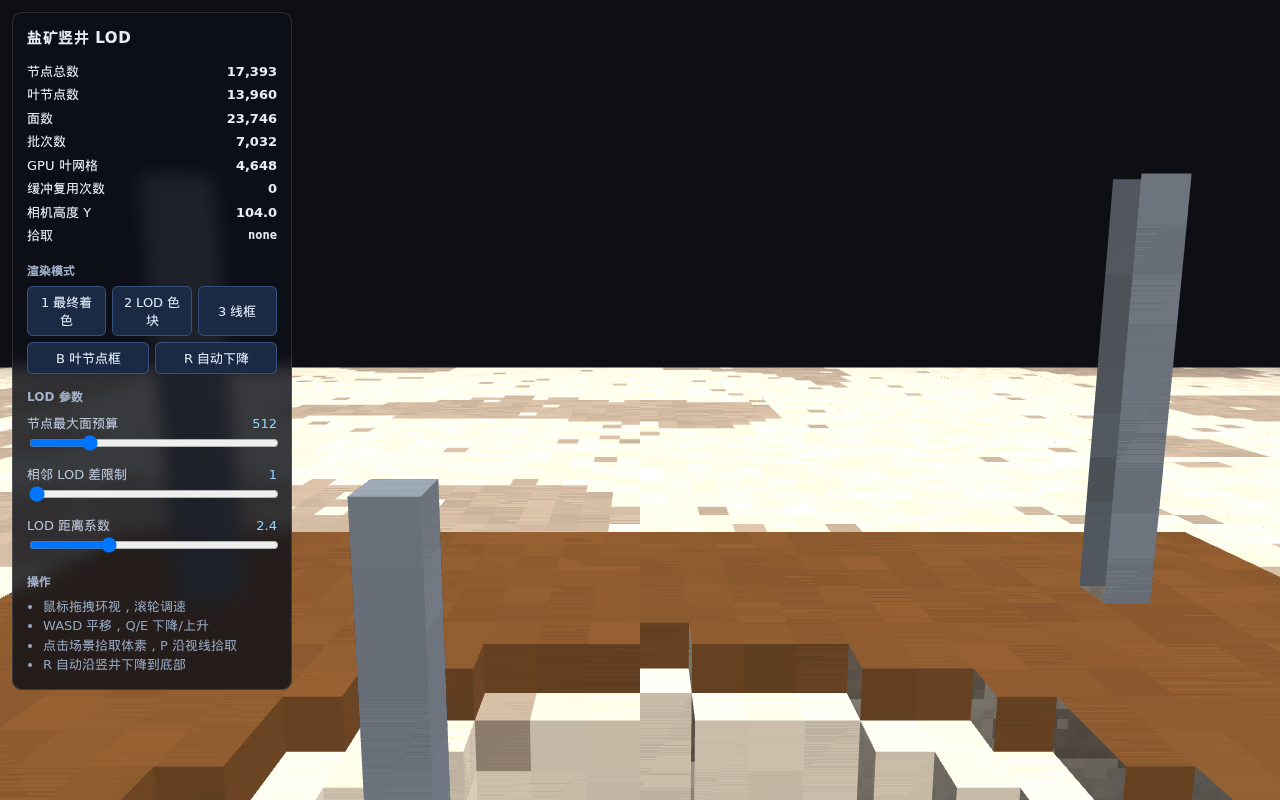 盐矿竖井 LOD
节点总数 17,393
叶节点数 13,960
面数 23,746
批次数 7,032
GPU 叶网格 4,648
缓冲复用次数 0
相机高度 Y 104.0
拾取 none
渲染模式
1 最终着
色
2 LOD 色
块
3 线框
B 叶节点框 R 自动下降
LOD 参数
节点最大面预算 512
相邻 LOD 差限制 1
LOD 距离系数 2.4
操作
• 鼠标拖拽环视，滚轮调速
• WASD 平移，Q/E 下降/上升
• 点击场景拾取体素，P 沿视线拾取
• R 自动沿竖井下降到底部